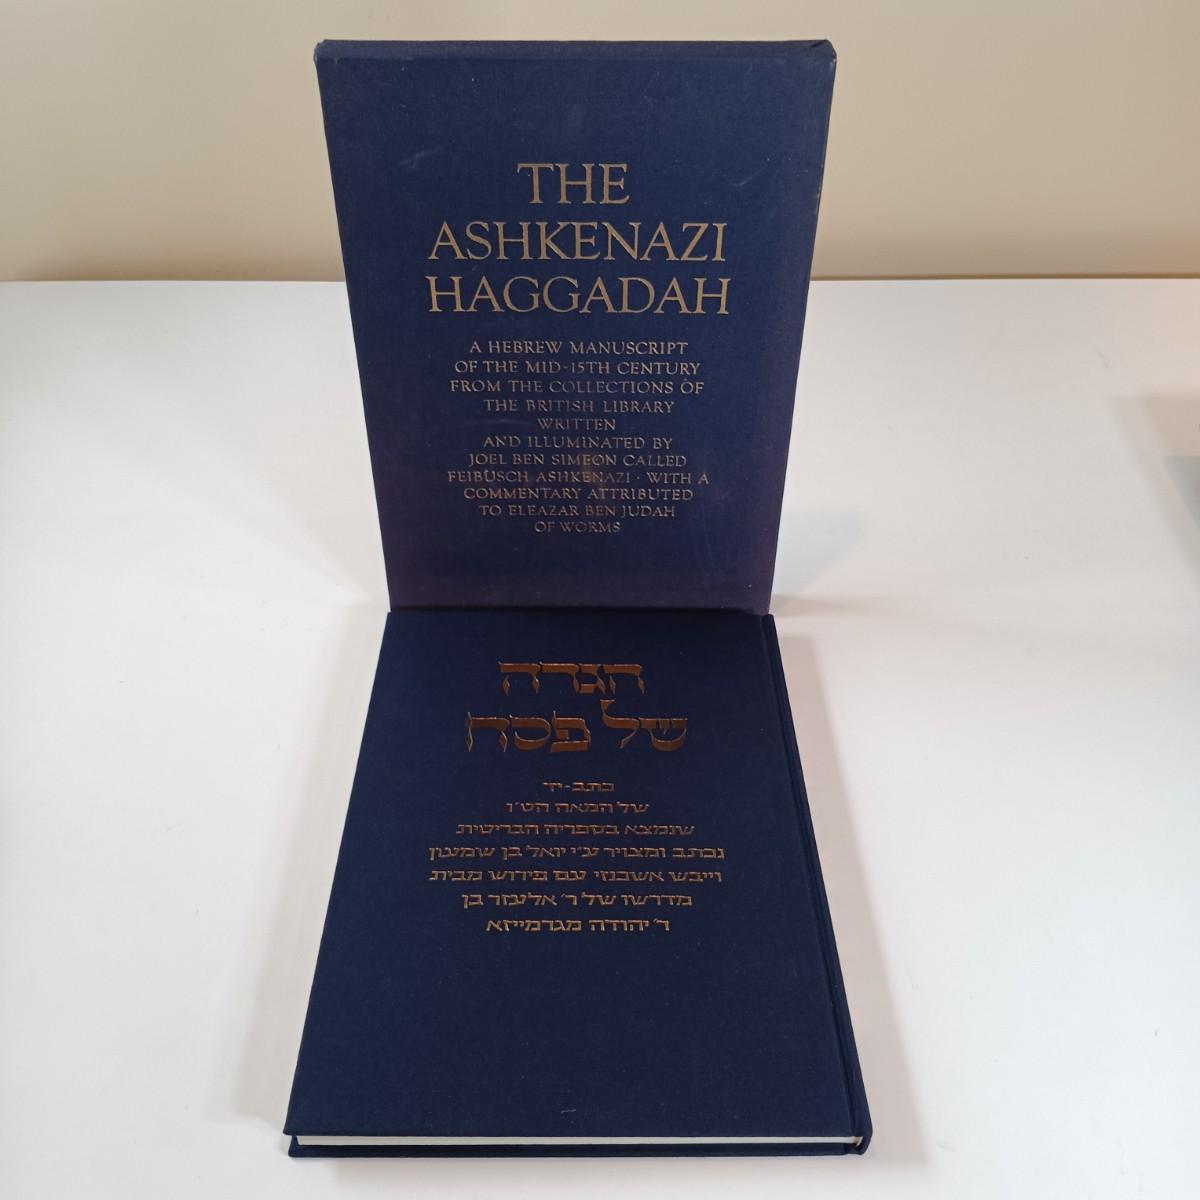 THE
ASHKENAZI
HAGGADAH
A HEBREW MANUSCRIPT
OF THE MID-15TH CENTURY
FROM THE COLLECTIONS OF
THE BRITISH LIBRARY
WRITTEN
AND ILLUMINATED BY
JOEL BEN SIMEON CALLED
FEIBUSCH ASHKENAZI · WITH A
COMMENTARY ATTRIBUTED
TO ELEAZAR BEN JUDAH
OF WORMS
הגדה
של פסח
כתב-יד
של המאה הט״ו
שנמצא בספריה הבריטית
נכתב ומצויר ע״י יואל בן שמעון
וייבש אשכנזי עם פירוש מבית
מדרשו של ר׳ אלעזר בן
ר׳ יהודה מגרמייזא